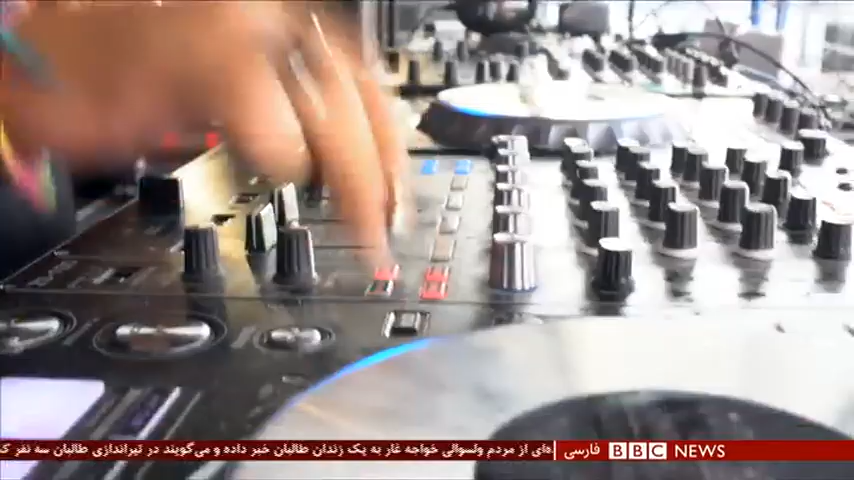 ‌ای از مردم ولسوالی خواجه غار به یک زندان طالبان خبر داده و می‌گویند در تیراندازی طالبان سه نفر ک
فارسی BBC NEWS